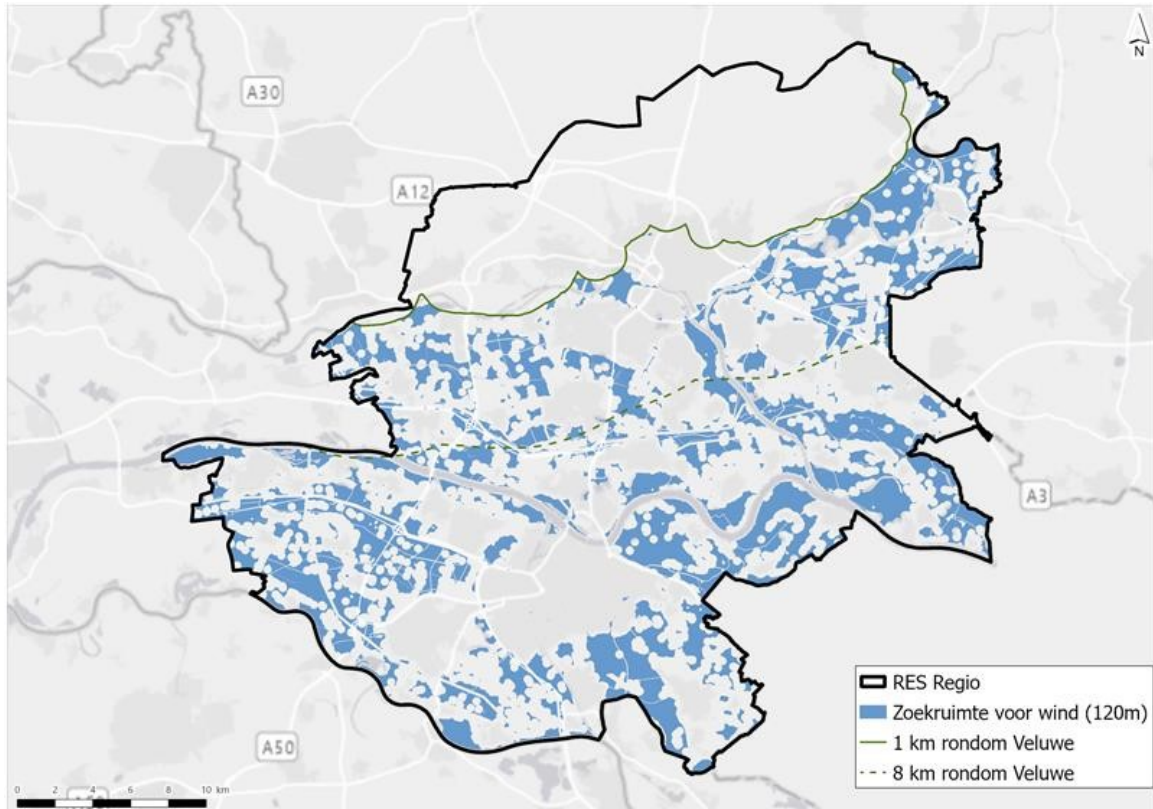 N
A30
A12
A3
A50
RES Regio
Zoekruimte voor wind (120m)
1 km rondom Veluwe
8 km rondom Veluwe
0 2 4 6 8 10 km